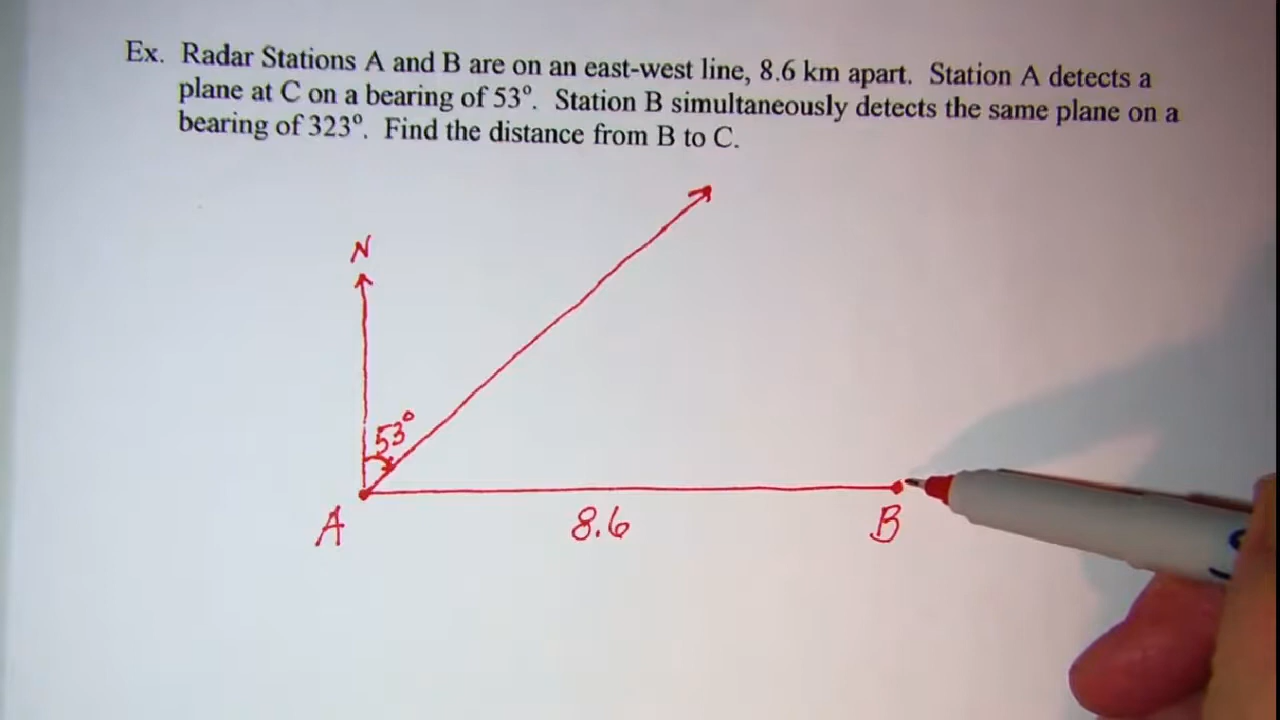 Ex. Radar Stations A and B are on an east-west line, 8.6 km apart. Station A detects a
plane at C on a bearing of 53°. Station B simultaneously detects the same plane on a
bearing of 323°. Find the distance from B to C.
N
53°
A 8.6 B